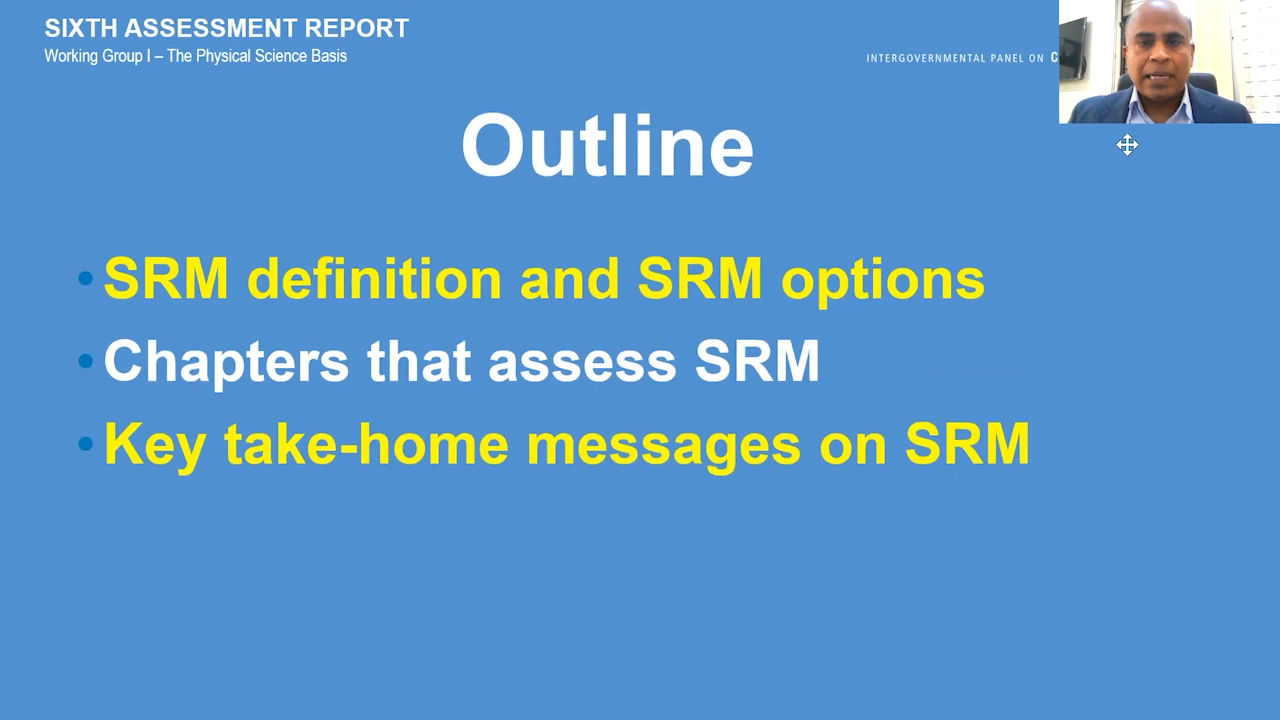 SIXTH ASSESSMENT REPORT
Working Group I – The Physical Science Basis
INTERGOVERNMENTAL PANEL ON
Outline
• SRM definition and SRM options
• Chapters that assess SRM
• Key take-home messages on SRM